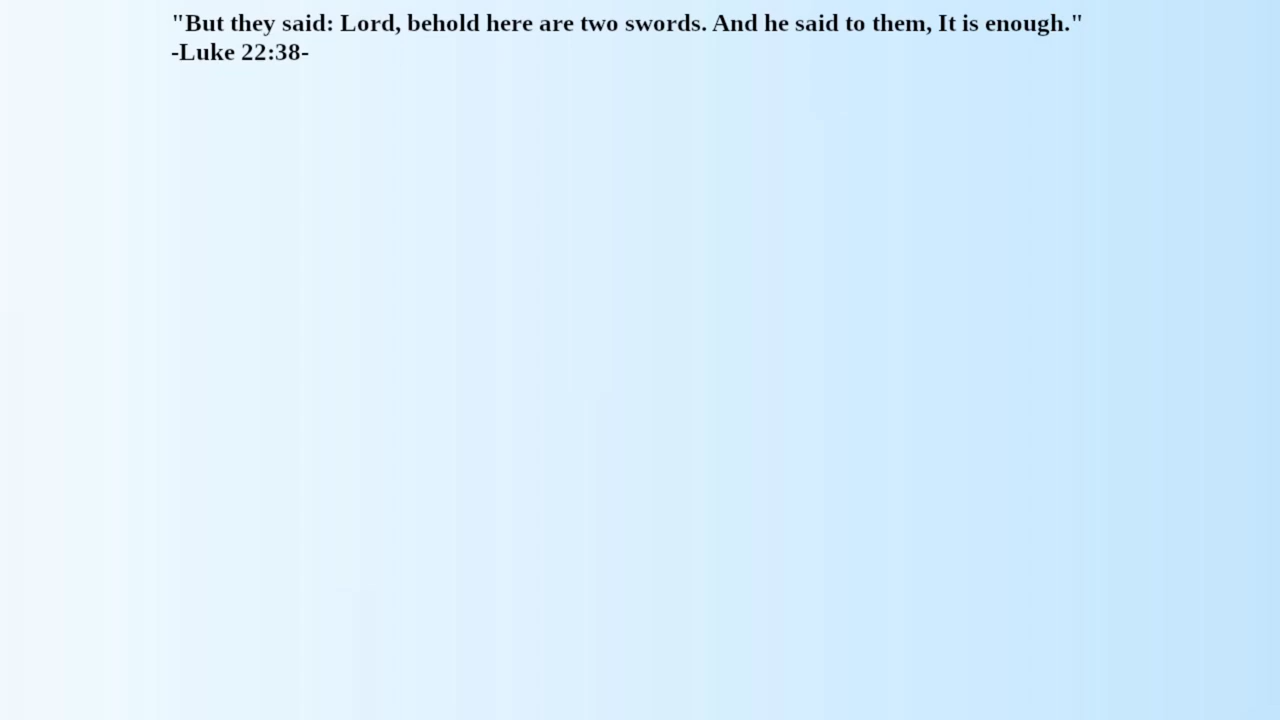 "But they said: Lord, behold here are two swords. And he said to them, It is enough."
-Luke 22:38-